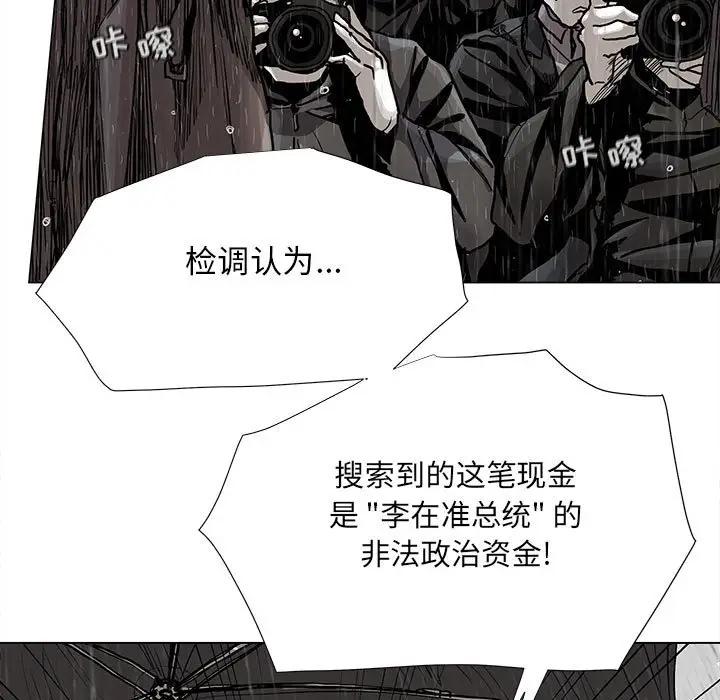 咔嚓
咔嚓
检调认为...
搜索到的这笔现金
是 "李在准总统" 的
非法政治资金!